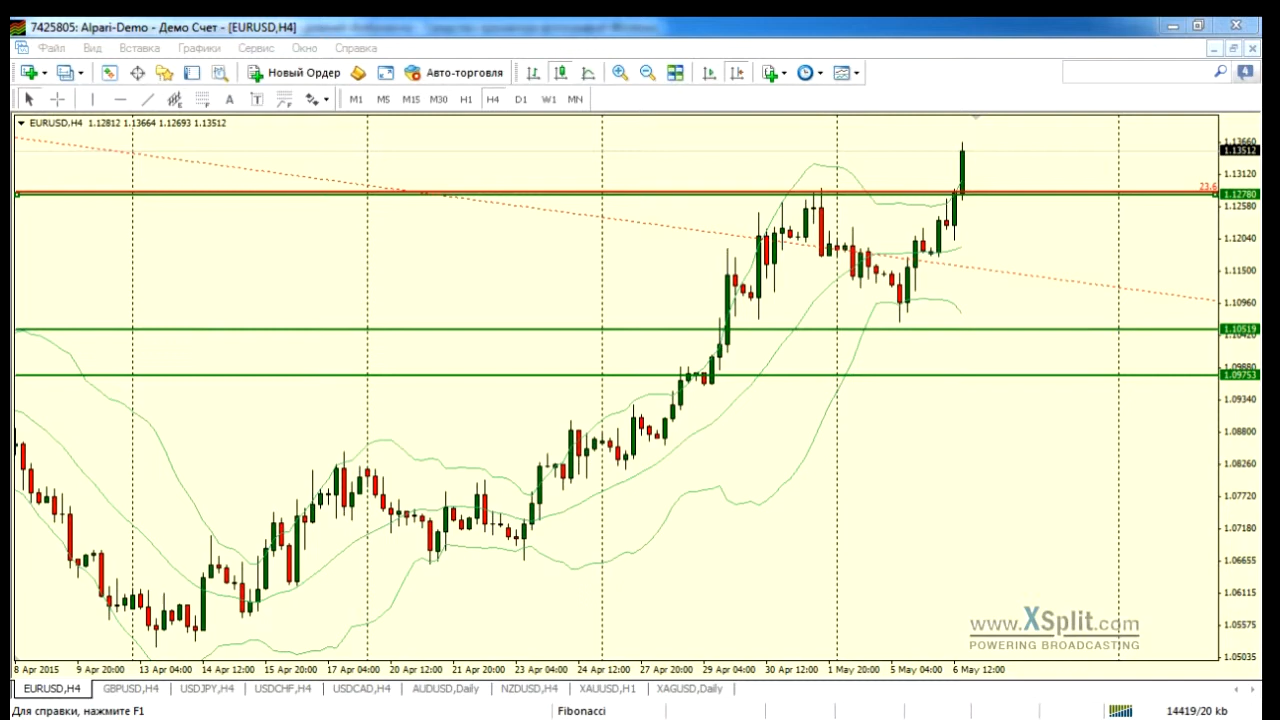 7425805: Alpari-Demo - Демо Счет - [EURUSD,H4]
Файл Вид Вставка Графики Сервис Окно Справка
Новый Ордер Авто-торговля 4
A T M1 M5 M15 M30 H1 H4 D1 W1 MN
EURUSD,H4 1.12812 1.13664 1.12693 1.13512
1.13660
1.13512
1.13120
23.6
1.12780
1.12580
1.12040
1.11500
1.10960
1.10519
1.10420
1.09880
1.09753
1.09340
1.08800
1.08260
1.07720
1.07180
1.06655
1.06115
www.XSplit.com
1.05575
POWERING BROADCASTING
1.05035
8 Apr 2015 9 Apr 20:00 13 Apr 04:00 14 Apr 12:00 15 Apr 20:00 17 Apr 04:00 20 Apr 12:00 21 Apr 20:00 23 Apr 04:00 24 Apr 12:00 27 Apr 20:00 29 Apr 04:00 30 Apr 12:00 1 May 20:00 5 May 04:00 6 May 12:00
EURUSD,H4 GBPUSD,H4 USDJPY,H4 USDCHF,H4 USDCAD,H4 AUDUSD,Daily NZDUSD,H4 XAUUSD,H1 XAGUSD,Daily
Для справки, нажмите F1 Fibonacci 14419/20 kb